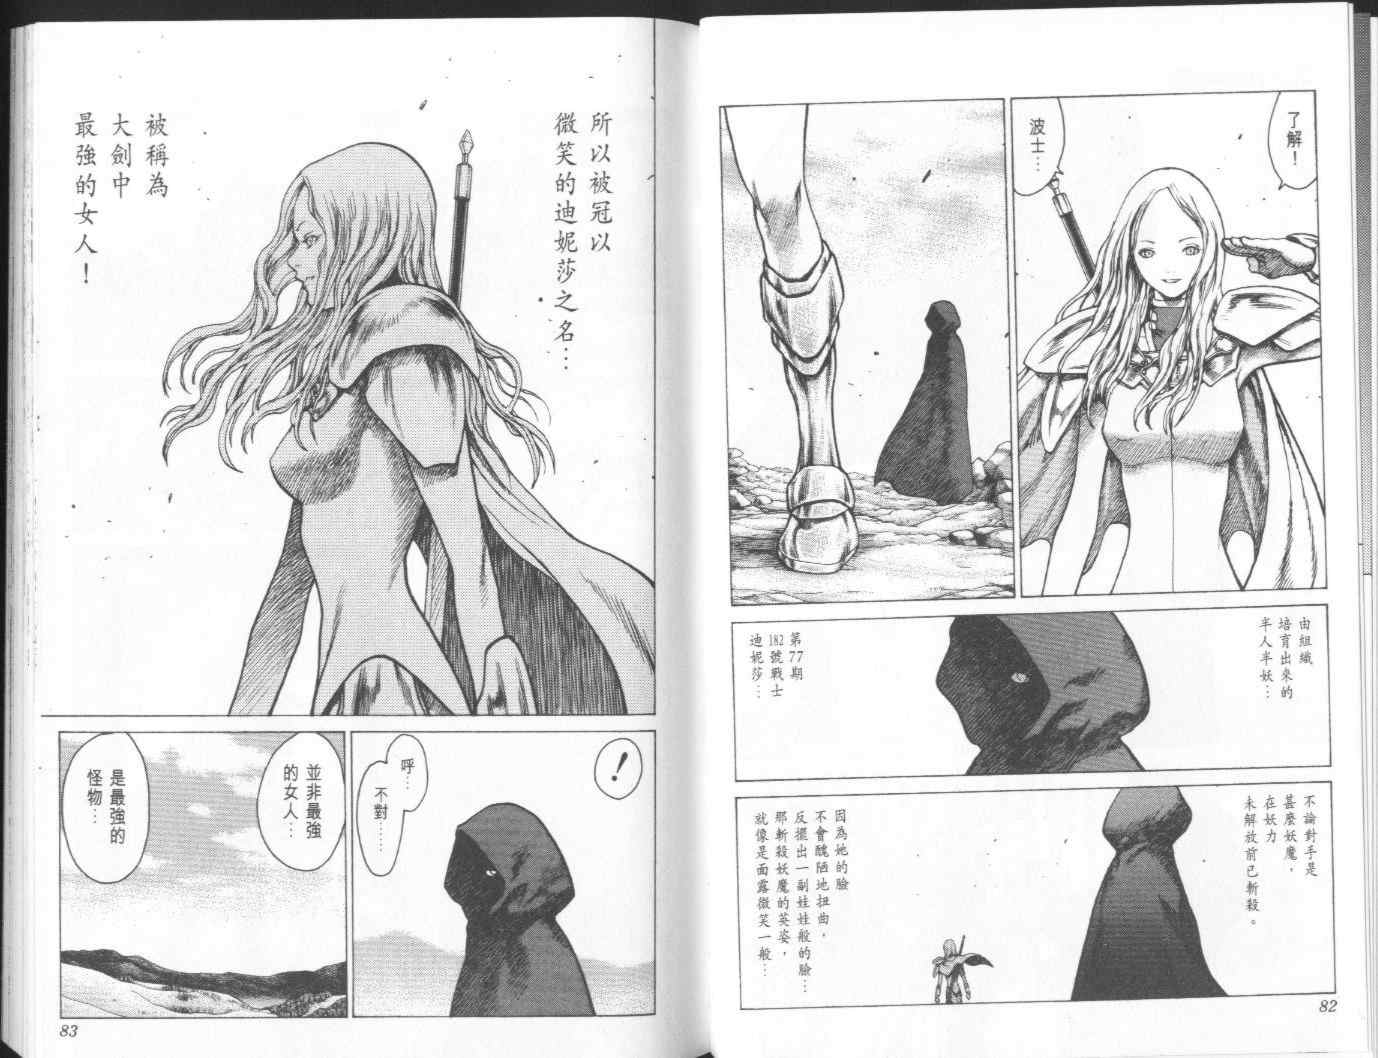 了解！
波士…
由組織
培育出來的
半人半妖…
第77期
182號戰士
迪妮莎…
不論對手是
甚麼妖魔，
在妖力
未解放前已斬殺。
因為她的臉
不會醜陋地扭曲，
反擺出一副娃娃般的臉…
那斬殺妖魔的英姿，
就像是面露微笑一般…
82
所以被冠以
微笑的迪妮莎之名…
被稱為
大劍中
最強的女人！
！
呼…
不對……
並非最強
的女人…
是最強的
怪物…
83